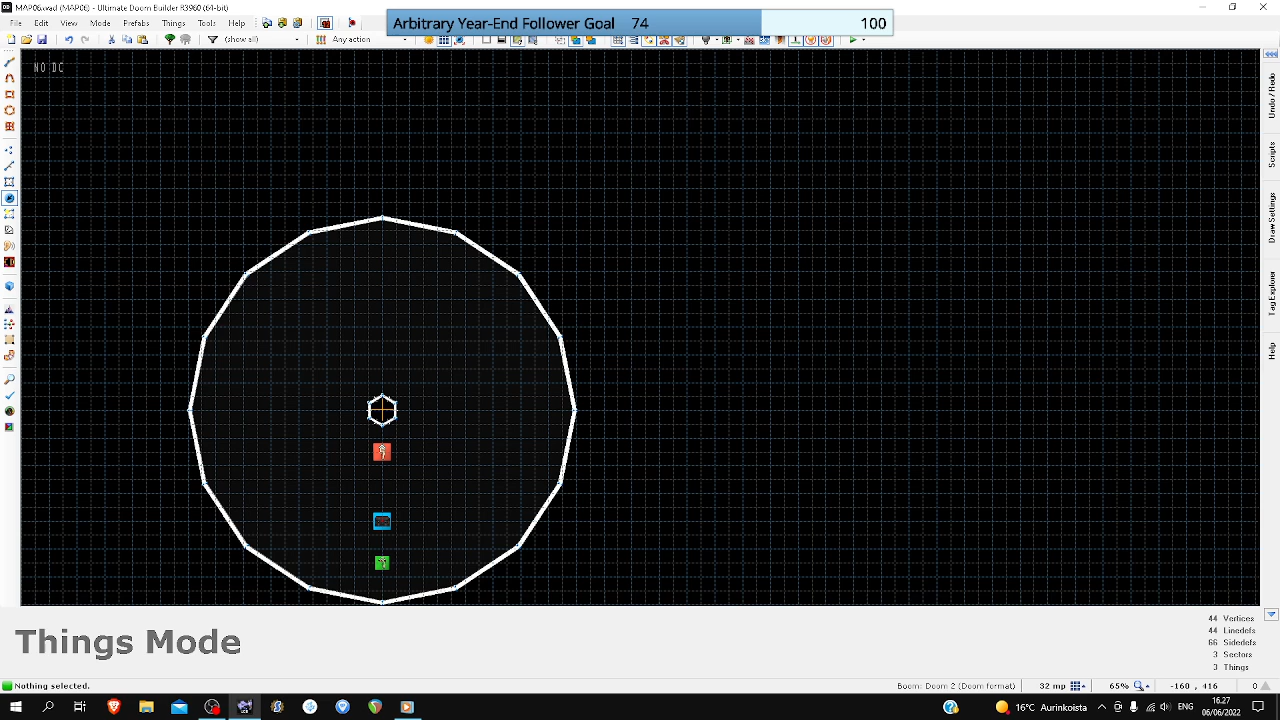 MAP06.wad (MAP06) - Ultimate Doom Builder R3960 (64-bit)
File Edit View Mode Prefabs Things Tools Help
Arbitrary Year-End Follower Goal 74 100
(show all) Any action
NO DC
Undo / Redo
Scripts
Draw Settings
Tag Explorer
Help
Things Mode
44 Vertices
44 Linedefs
66 Sidedefs
3 Sectors
3 Things
Nothing selected.
Boom: Doom 2 (Doom format) 32 mp 65% -160 , 416 0
16°C Aurinkoista ENG 16.27 06/06/2022